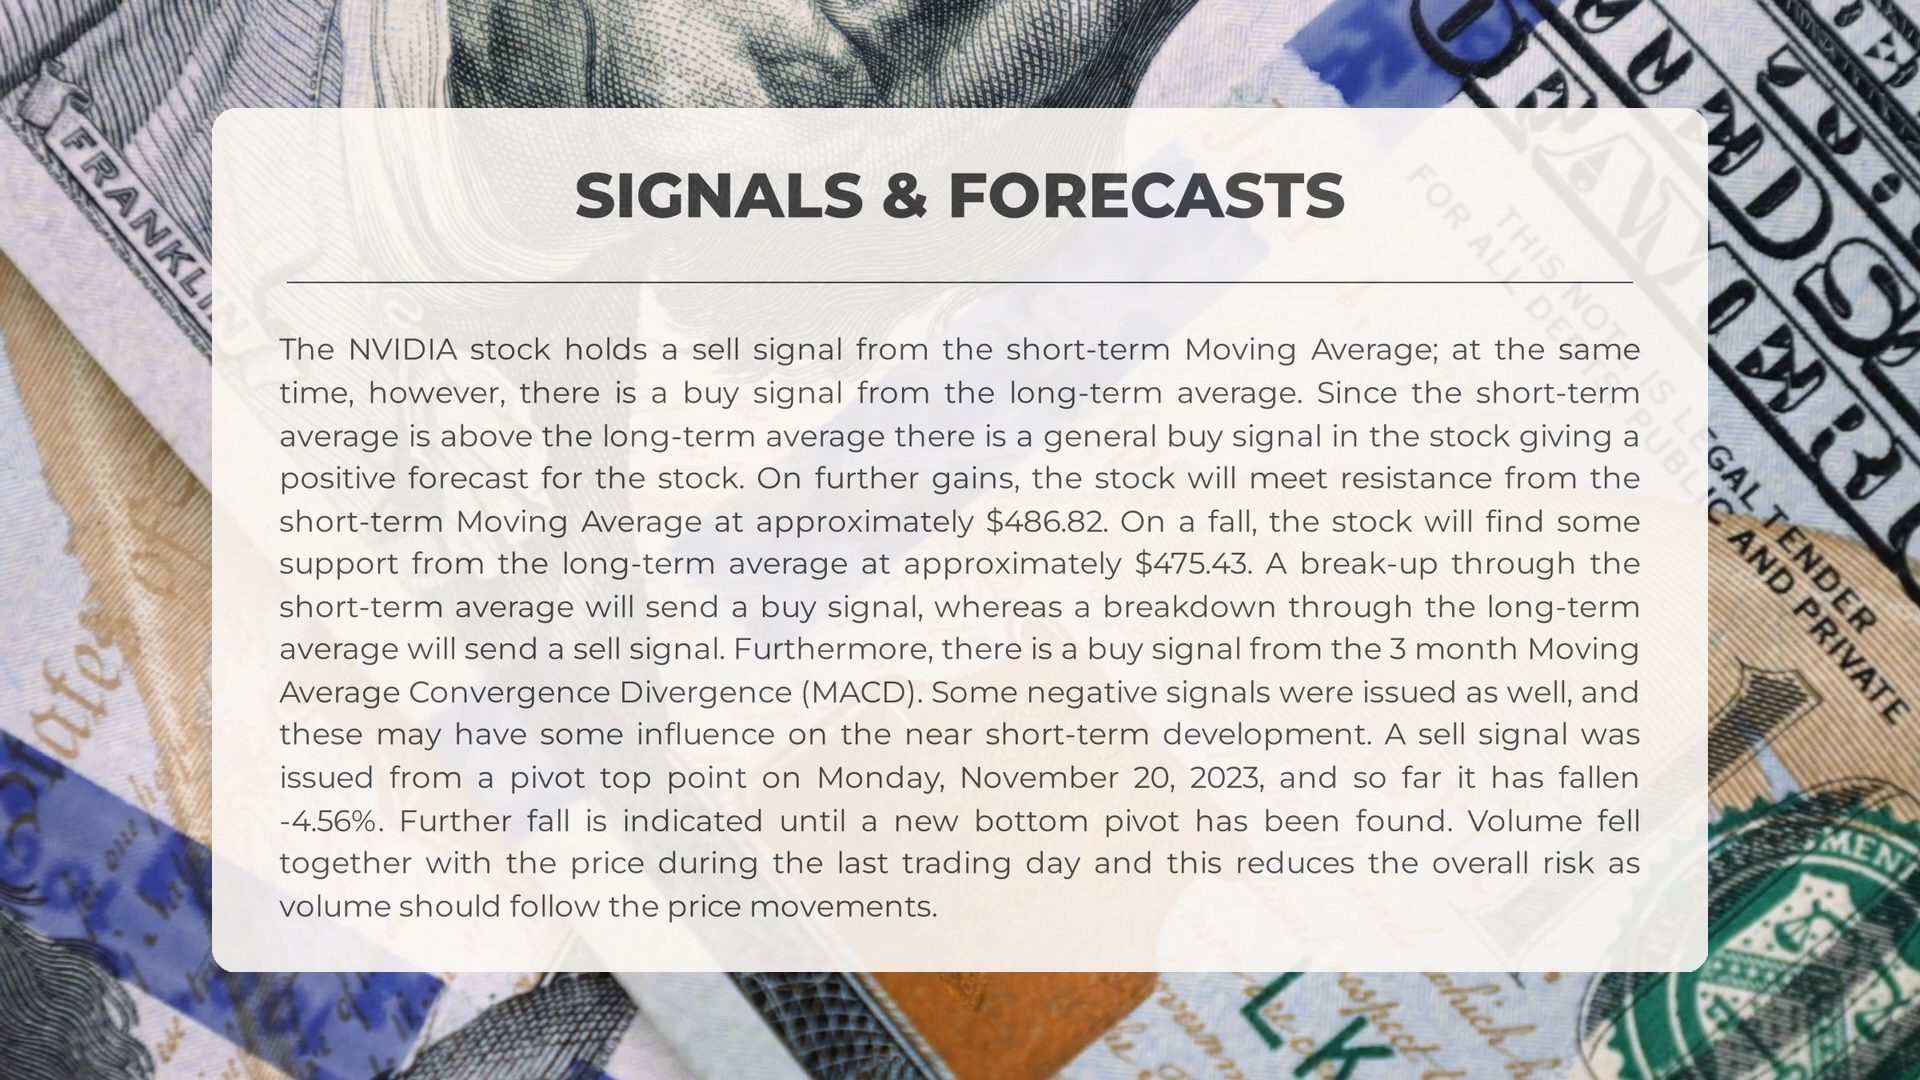 FRANKLIN
SIGNALS & FORECASTS
The NVIDIA stock holds a sell signal from the short-term Moving Average; at the same
time, however, there is a buy signal from the long-term average. Since the short-term
average is above the long-term average there is a general buy signal in the stock giving a
positive forecast for the stock. On further gains, the stock will meet resistance from the
short-term Moving Average at approximately $486.82. On a fall, the stock will find some
support from the long-term average at approximately $475.43. A break-up through the
short-term average will send a buy signal, whereas a breakdown through the long-term
average will send a sell signal. Furthermore, there is a buy signal from the 3 month Moving
Average Convergence Divergence (MACD). Some negative signals were issued as well, and
these may have some influence on the near short-term development. A sell signal was
issued from a pivot top point on Monday, November 20, 2023, and so far it has fallen
-4.56%. Further fall is indicated until a new bottom pivot has been found. Volume fell
together with the price during the last trading day and this reduces the overall risk as
volume should follow the price movements.
THIS NOTE IS LEGAL TENDER
FOR ALL DEBTS, PUBLIC AND PRIVATE